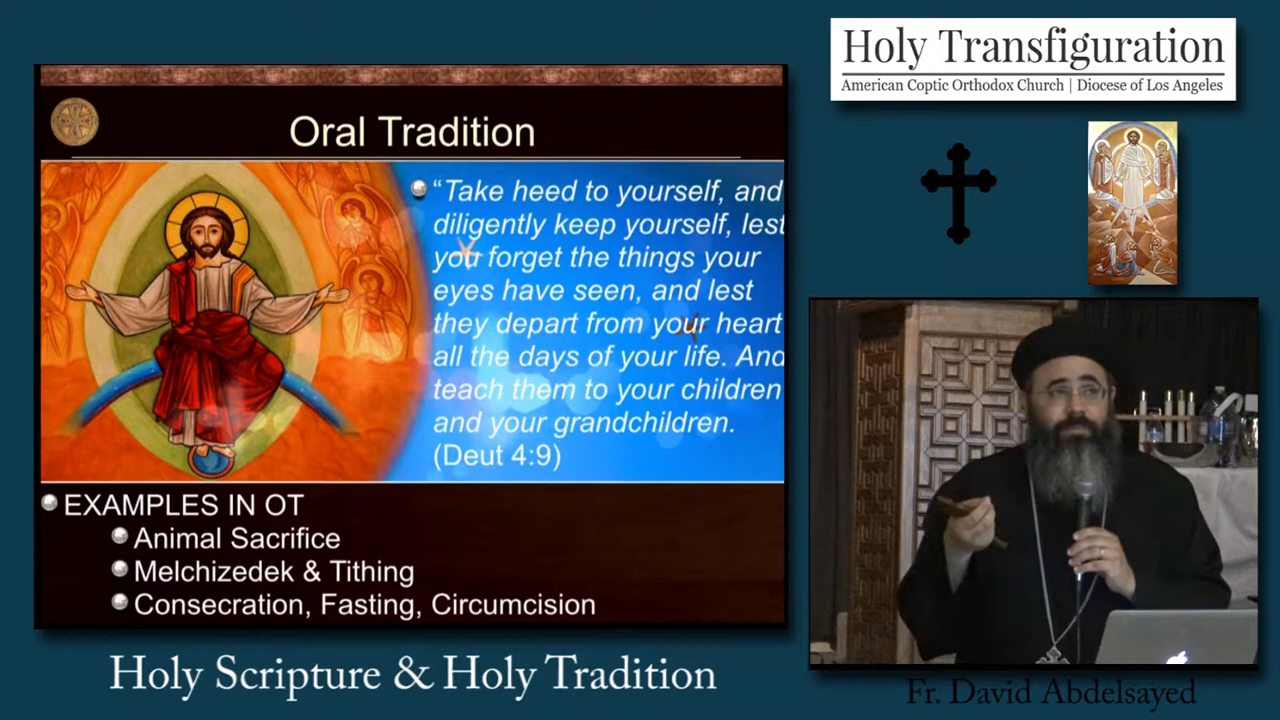 Holy Transfiguration
American Coptic Orthodox Church | Diocese of Los Angeles
Oral Tradition
“Take heed to yourself, and
diligently keep yourself, lest
you forget the things your
eyes have seen, and lest
they depart from your heart
all the days of your life. And
teach them to your children
and your grandchildren.
(Deut 4:9)
EXAMPLES IN OT
Animal Sacrifice
Melchizedek & Tithing
Consecration, Fasting, Circumcision
Holy Scripture & Holy Tradition
Fr. David Abdelsayed